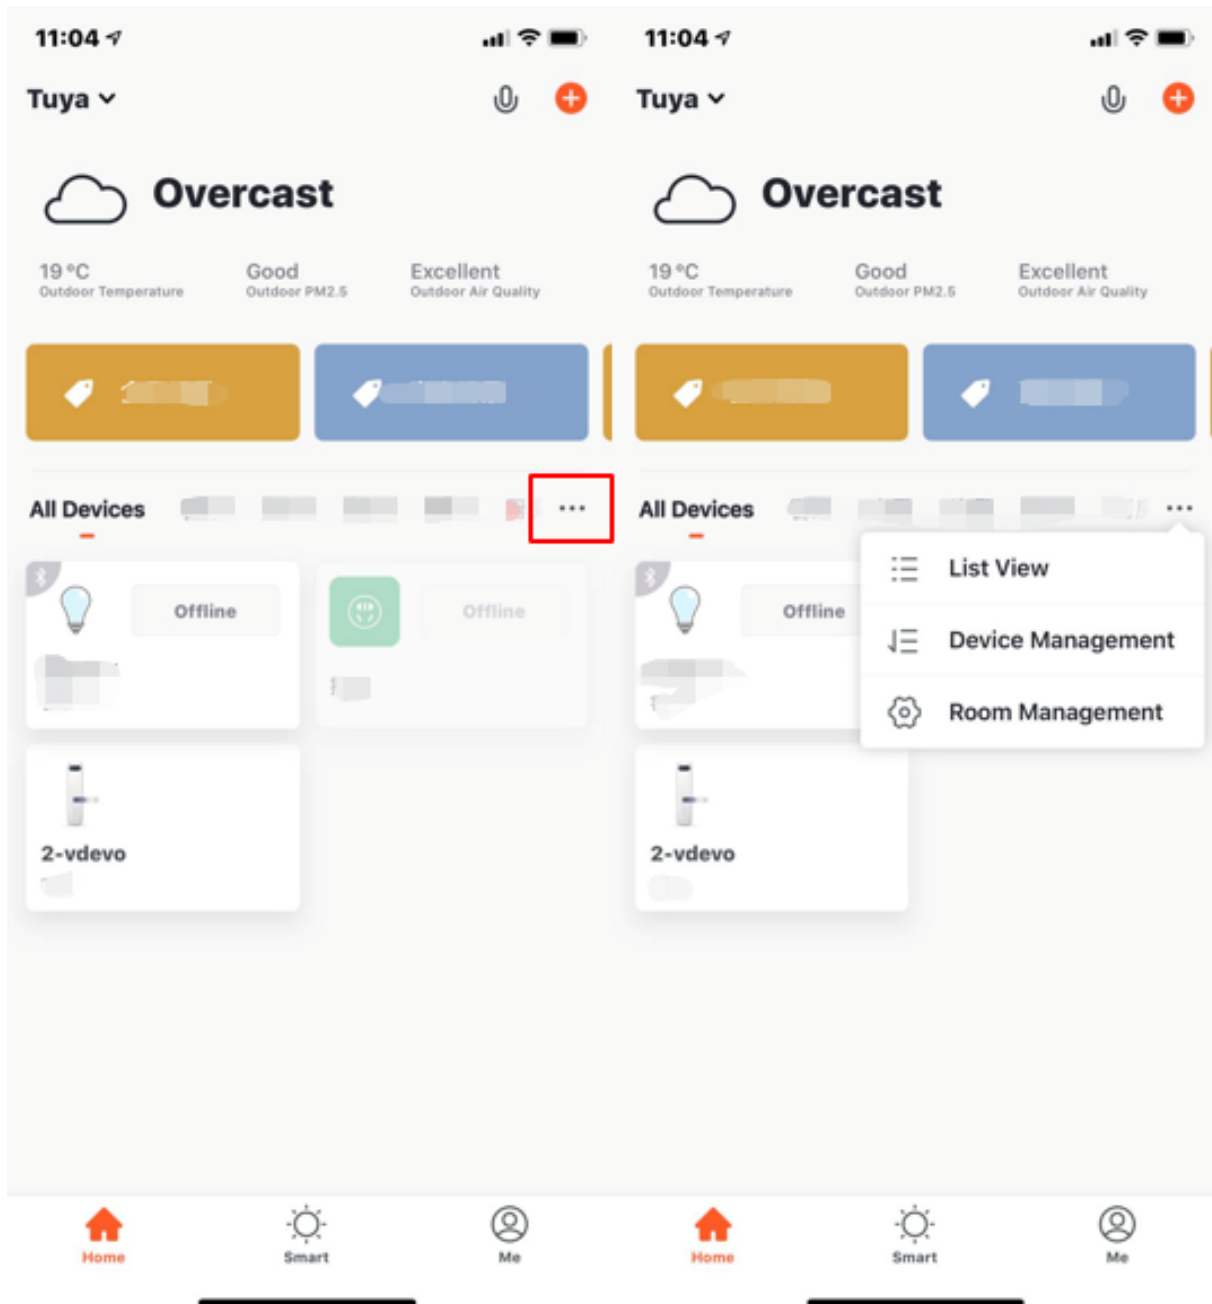 11:04
Tuya
Overcast
19 °C
Good
Excellent
Outdoor Temperature
Outdoor PM2.5
Outdoor Air Quality
All Devices
...
Offline
Offline
2-vdevo
Home
Smart
Me
11:04
Tuya
Overcast
19 °C
Good
Excellent
Outdoor Temperature
Outdoor PM2.5
Outdoor Air Quality
All Devices
...
List View
Offline
Device Management
Room Management
2-vdevo
Home
Smart
Me